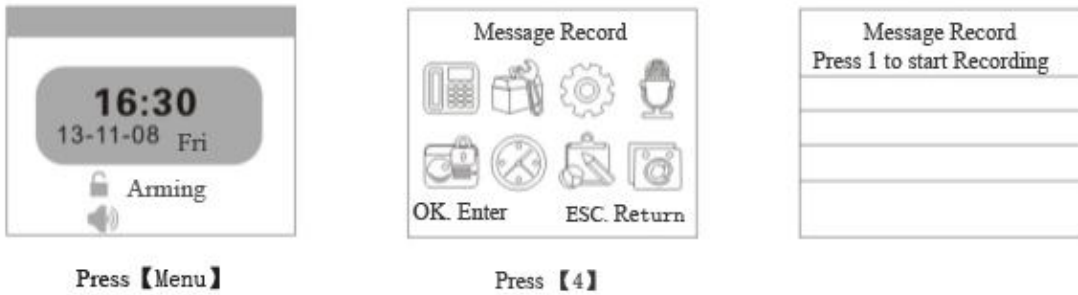 16:30
13-11-08 Fri
Arming
Press【Menu】
Message Record
OK. Enter ESC. Return
Press 【4】
Message Record
Press 1 to start Recording